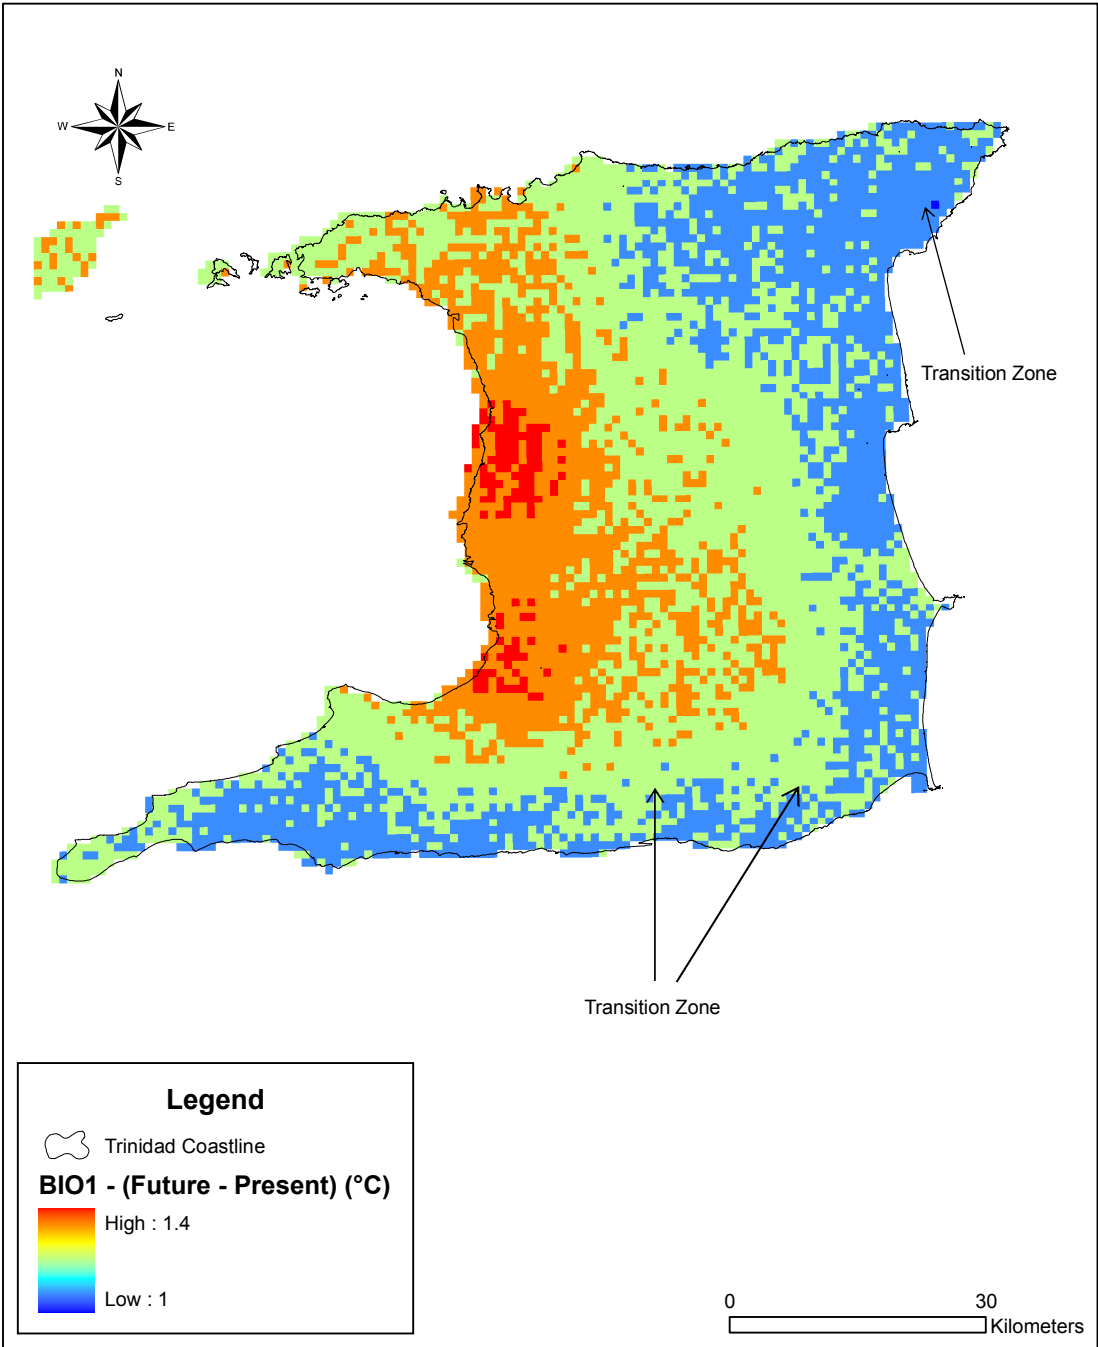 N
W E
S
Transition Zone
Transition Zone
Legend
Trinidad Coastline
BIO1 - (Future - Present) (°C)
High : 1.4
Low : 1
0 30
Kilometers